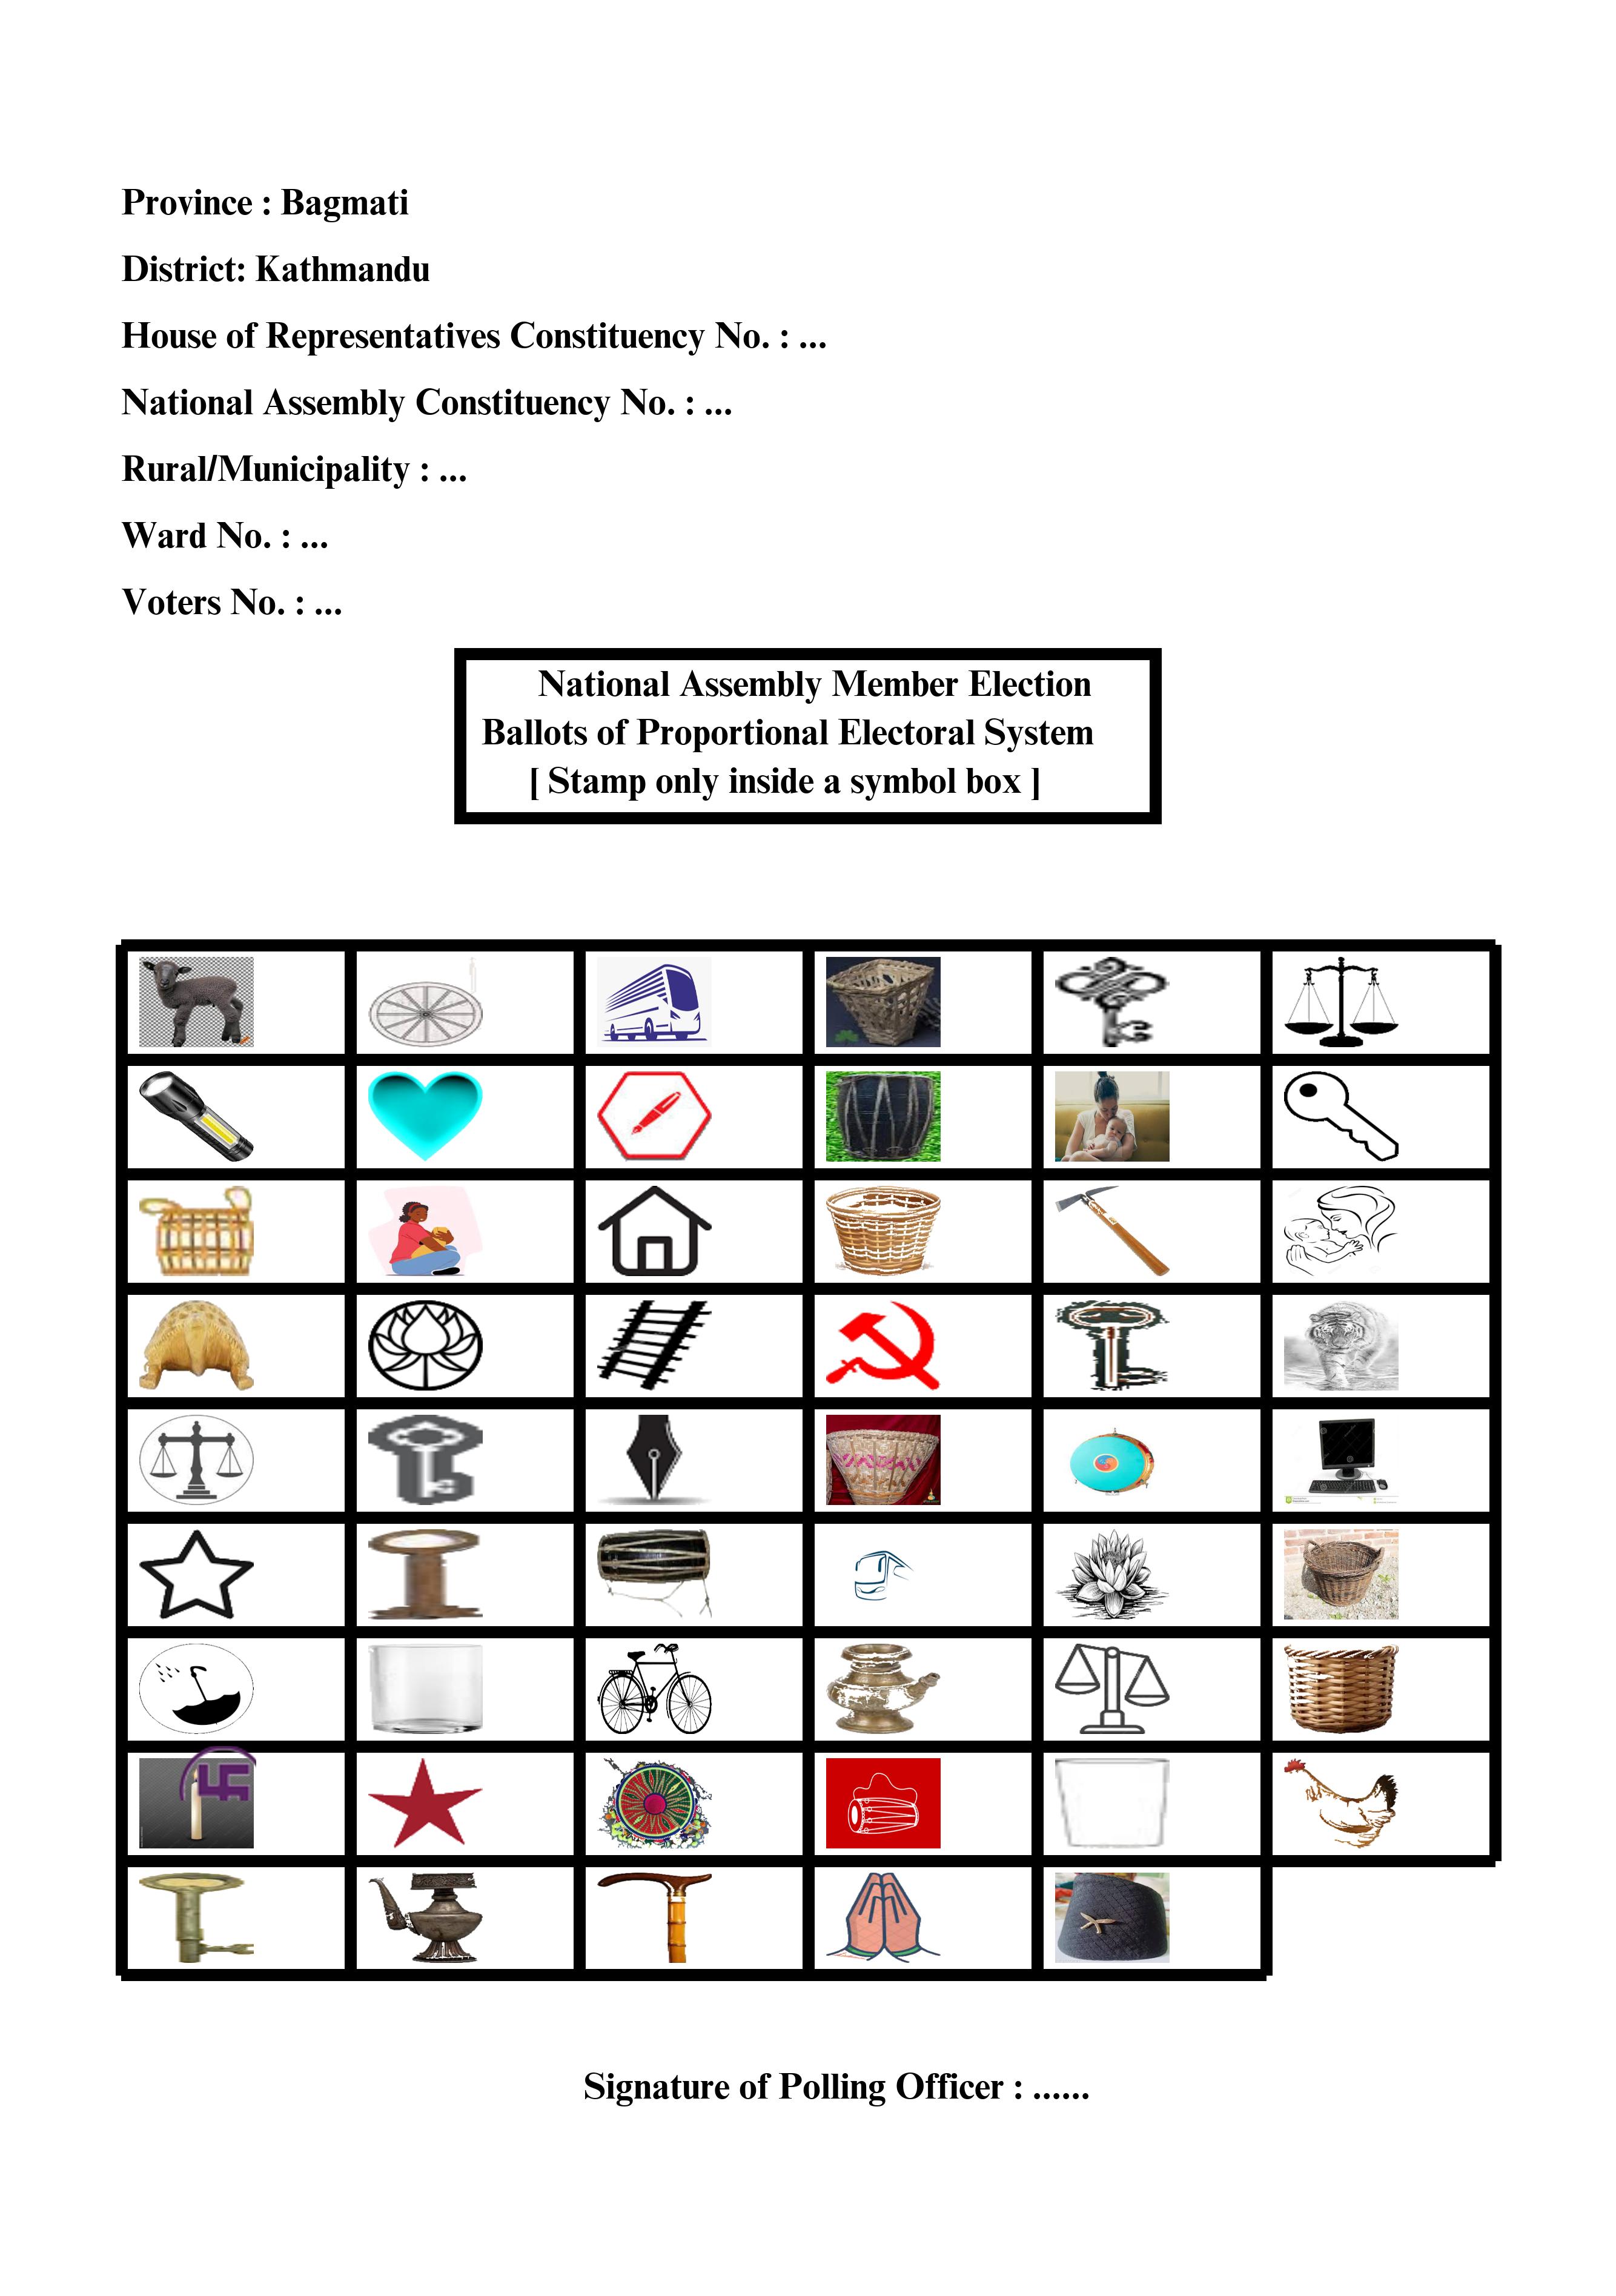 Province : Bagmati
District: Kathmandu
House of Representatives Constituency No. : ...
National Assembly Constituency No. : ...
Rural/Municipality : ...
Ward No. : ...
Voters No. : ...
National Assembly Member Election
Ballots of Proportional Electoral System
[ Stamp only inside a symbol box ]
Signature of Polling Officer : ......